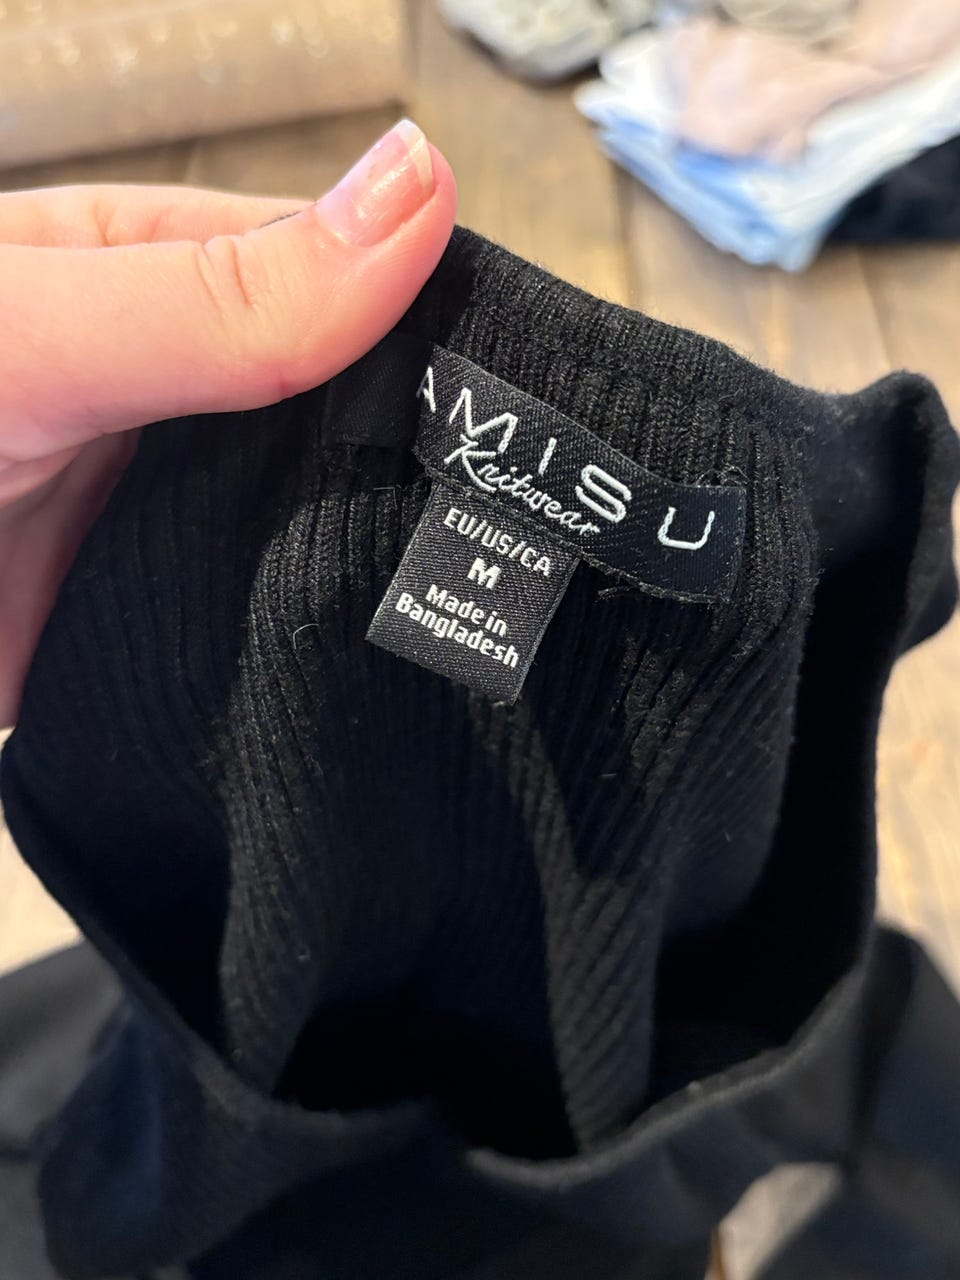 AMISU
Knitwear
EU/US/CA
M
Made in
Bangladesh